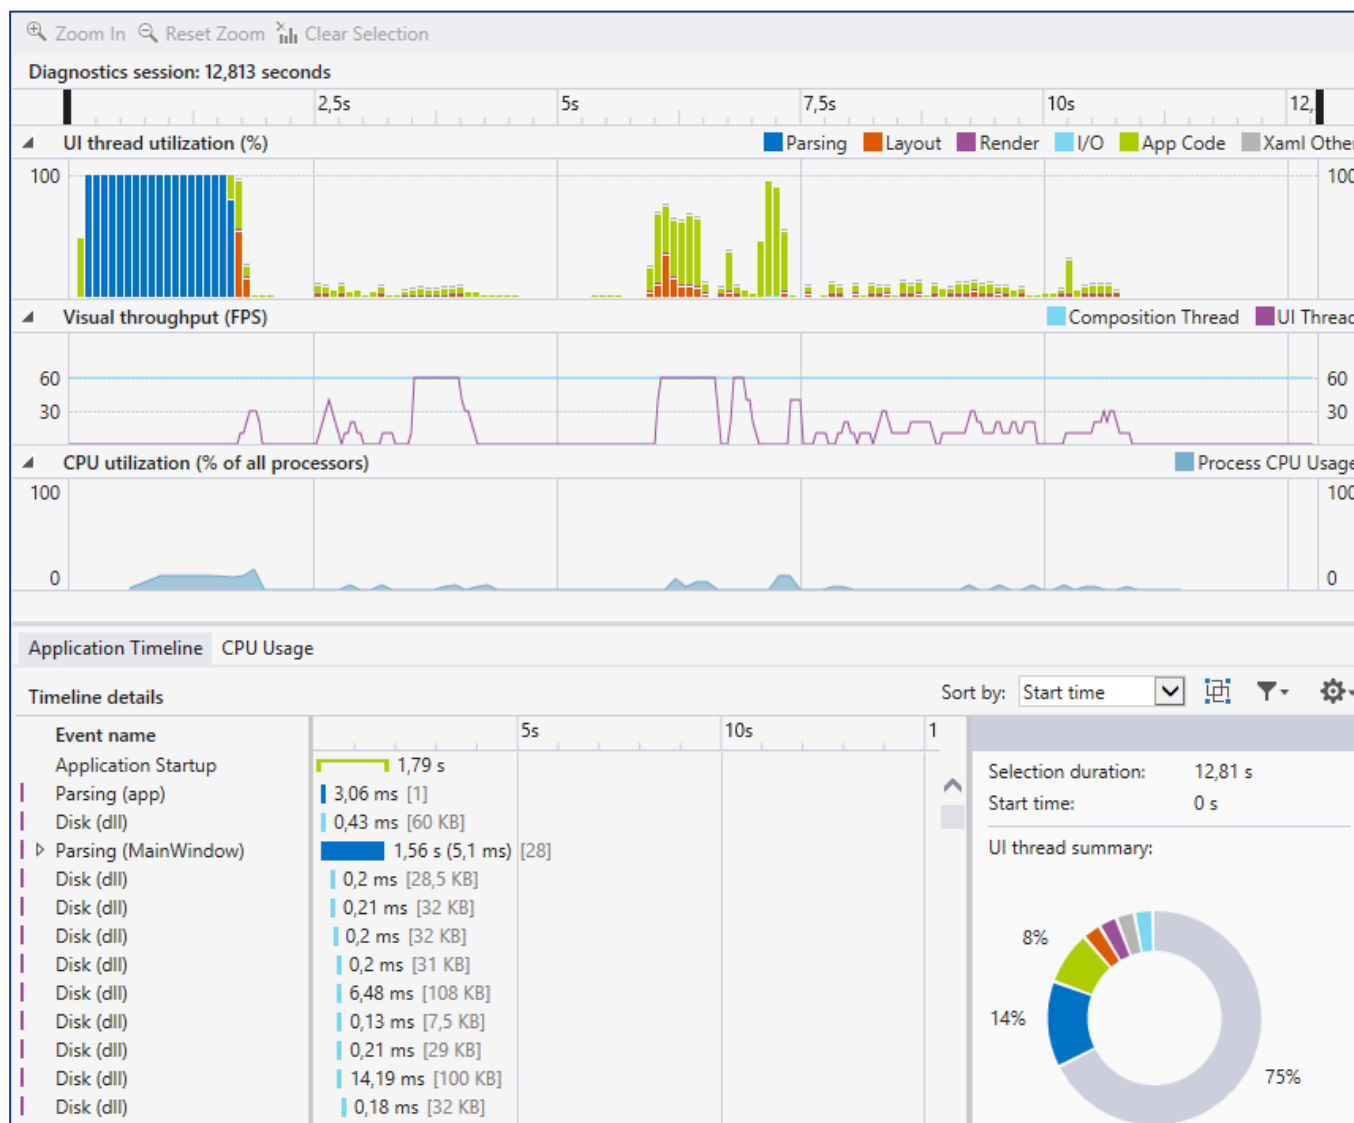 Zoom In Reset Zoom Clear Selection
Diagnostics session: 12,813 seconds
2,5s 5s 7,5s 10s 12,
UI thread utilization (%) Parsing Layout Render I/O App Code Xaml Other
100 100
Visual throughput (FPS) Composition Thread UI Thread
60 60
30 30
CPU utilization (% of all processors) Process CPU Usage
100 100
0 0
Application Timeline CPU Usage
Timeline details Sort by: Start time
Event name 5s 10s 1
Application Startup 1,79 s
Parsing (app) 3,06 ms [1]
Disk (dll) 0,43 ms [60 KB]
Parsing (MainWindow) 1,56 s (5,1 ms) [28]
Disk (dll) 0,2 ms [28,5 KB]
Disk (dll) 0,21 ms [32 KB]
Disk (dll) 0,2 ms [32 KB]
Disk (dll) 0,2 ms [31 KB]
Disk (dll) 6,48 ms [108 KB]
Disk (dll) 0,13 ms [7,5 KB]
Disk (dll) 0,21 ms [29 KB]
Disk (dll) 14,19 ms [100 KB]
Disk (dll) 0,18 ms [32 KB]
Selection duration: 12,81 s
Start time: 0 s
UI thread summary:
8%
14%
75%